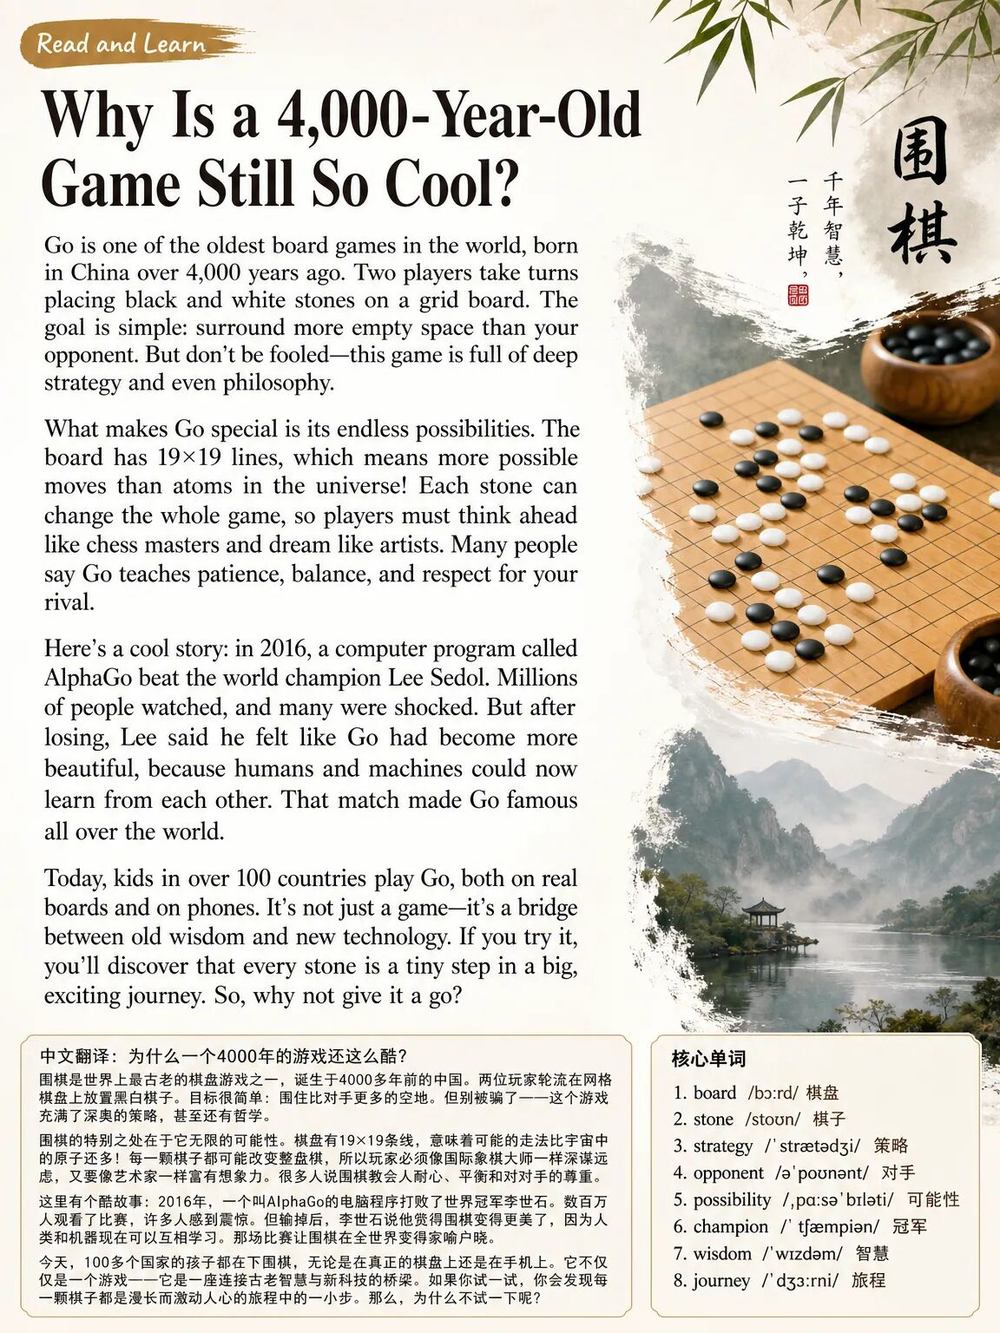 Read and Learn
Why Is a 4,000-Year-Old
Game Still So Cool?
围棋
千年智慧，
一子乾坤，
Go is one of the oldest board games in the world, born
in China over 4,000 years ago. Two players take turns
placing black and white stones on a grid board. The
goal is simple: surround more empty space than your
opponent. But don't be fooled—this game is full of deep
strategy and even philosophy.
What makes Go special is its endless possibilities. The
board has 19×19 lines, which means more possible
moves than atoms in the universe! Each stone can
change the whole game, so players must think ahead
like chess masters and dream like artists. Many people
say Go teaches patience, balance, and respect for your
rival.
Here's a cool story: in 2016, a computer program called
AlphaGo beat the world champion Lee Sedol. Millions
of people watched, and many were shocked. But after
losing, Lee said he felt like Go had become more
beautiful, because humans and machines could now
learn from each other. That match made Go famous
all over the world.
Today, kids in over 100 countries play Go, both on real
boards and on phones. It's not just a game—it's a bridge
between old wisdom and new technology. If you try it,
you'll discover that every stone is a tiny step in a big,
exciting journey. So, why not give it a go?
中文翻译：为什么一个4000年的游戏还这么酷？
围棋是世界上最古老的棋盘游戏之一，诞生于4000多年前的中国。两位玩家轮流在网格
棋盘上放置黑白棋子。目标很简单：围住比对手更多的空地。但别被骗了——这个游戏
充满了深奥的策略，甚至还有哲学。
围棋的特别之处在于它无限的可能性。棋盘有19×19条线，意味着可能的走法比宇宙中
的原子还多！每一颗棋子都可能改变整盘棋，所以玩家必须像国际象棋大师一样深谋远
虑，又要像艺术家一样富有想象力。很多人说围棋教会人耐心、平衡和对对手的尊重。
这里有个酷故事：2016年，一个叫AlphaGo的电脑程序打败了世界冠军李世石。数百万
人观看了比赛，许多人感到震惊。但输掉后，李世石说他觉得围棋变得更美了，因为人
类和机器现在可以互相学习。那场比赛让围棋在全世界变得家喻户晓。
今天，100多个国家的孩子都在下围棋，无论是在真正的棋盘上还是在手机上。它不仅
仅是一个游戏——它是一座连接古老智慧与新科技的桥梁。如果你试一试，你会发现每
一颗棋子都是漫长而激动人心的旅程中的一小步。那么，为什么不试一下呢？
核心单词
1. board /bɔːrd/ 棋盘
2. stone /stoʊn/ 棋子
3. strategy /ˈstrætədʒi/ 策略
4. opponent /əˈpoʊnənt/ 对手
5. possibility /ˌpɑːsəˈbɪləti/ 可能性
6. champion /ˈtʃæmpiən/ 冠军
7. wisdom /ˈwɪzdəm/ 智慧
8. journey /ˈdʒɜːrni/ 旅程